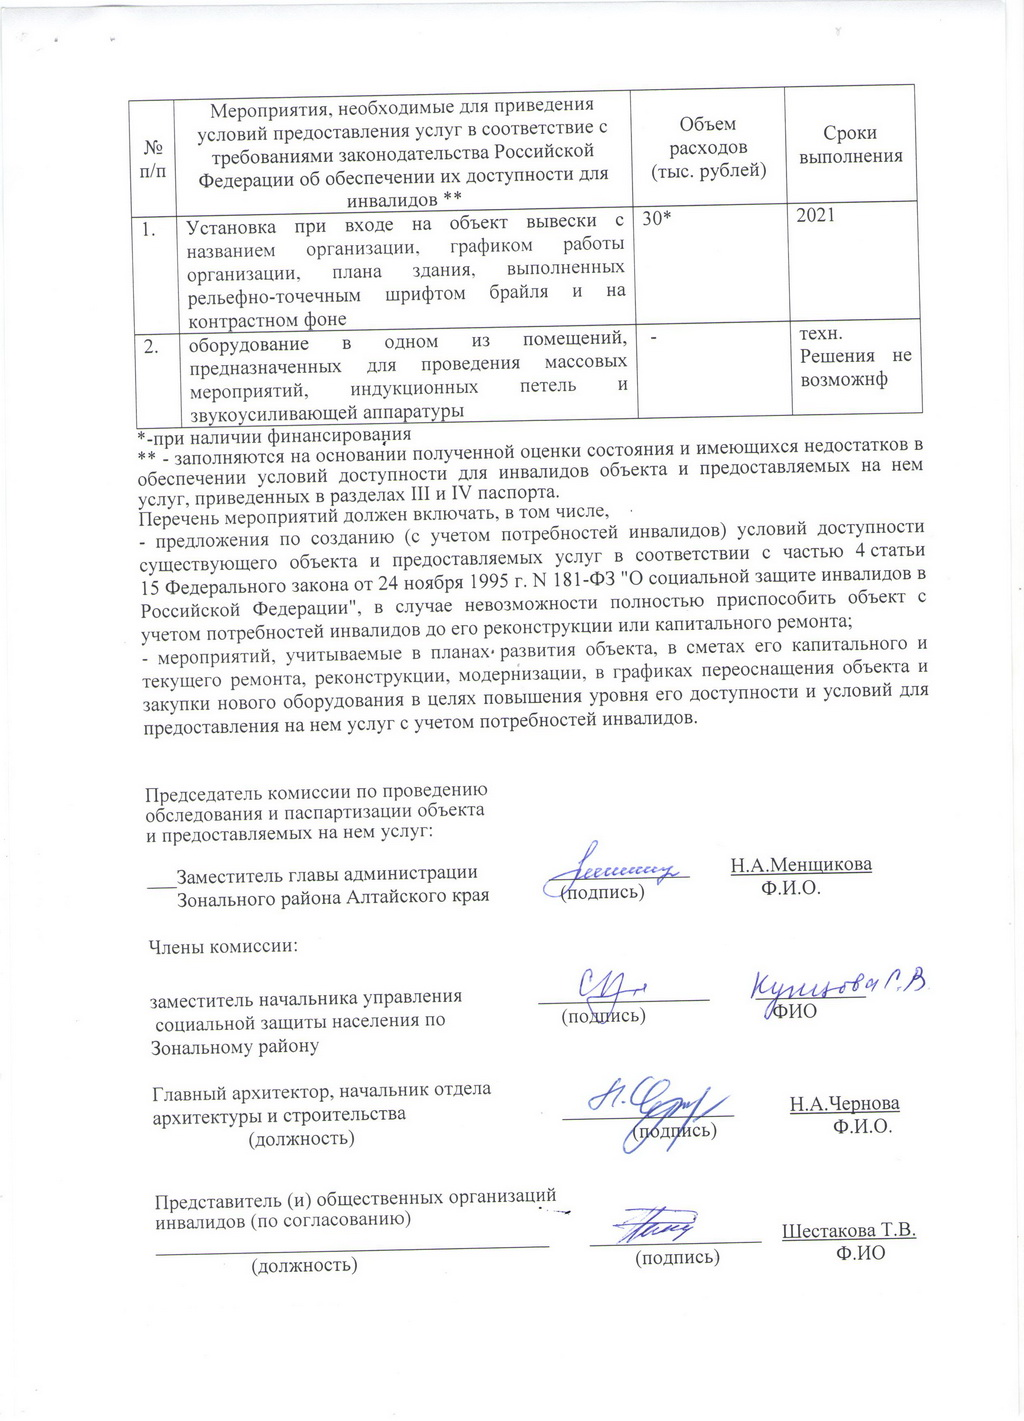 №
п/п
Мероприятия, необходимые для приведения
условий предоставления услуг в соответствие с
требованиями законодательства Российской
Федерации об обеспечении их доступности для
инвалидов **
Объем
расходов
(тыс. рублей)
Сроки
выполнения
1.
Установка при входе на объект вывески с
названием организации, графиком работы
организации, плана здания, выполненных
рельефно-точечным шрифтом брайля и на
контрастном фоне
30*
2021
2.
оборудование в одном из помещений,
предназначенных для проведения массовых
мероприятий, индукционных петель и
звукоусиливающей аппаратуры
-
техн.
Решения не
возможнф
*-при наличии финансирования
** - заполняются на основании полученной оценки состояния и имеющихся недостатков в
обеспечении условий доступности для инвалидов объекта и предоставляемых на нем
услуг, приведенных в разделах III и IV паспорта.
Перечень мероприятий должен включать, в том числе,
- предложения по созданию (с учетом потребностей инвалидов) условий доступности
существующего объекта и предоставляемых услуг в соответствии с частью 4 статьи
15 Федерального закона от 24 ноября 1995 г. N 181-ФЗ "О социальной защите инвалидов в
Российской Федерации", в случае невозможности полностью приспособить объект с
учетом потребностей инвалидов до его реконструкции или капитального ремонта;
- мероприятий, учитываемые в планах развития объекта, в сметах его капитального и
текущего ремонта, реконструкции, модернизации, в графиках переоснащения объекта и
закупки нового оборудования в целях повышения уровня его доступности и условий для
предоставления на нем услуг с учетом потребностей инвалидов.
Председатель комиссии по проведению
обследования и паспартизации объекта
и предоставляемых на нем услуг:
___Заместитель главы администрации
Зонального района Алтайского края
(подпись)
Н.А.Менщикова
Ф.И.О.
Члены комиссии:
заместитель начальника управления
социальной защиты населения по
Зональному району
(подпись)
Купцова Г.В.
ФИО
Главный архитектор, начальник отдела
архитектуры и строительства
(должность)
(подпись)
Н.А.Чернова
Ф.И.О.
Представитель (и) общественных организаций
инвалидов (по согласованию)
(должность)
(подпись)
Шестакова Т.В.
Ф.ИО